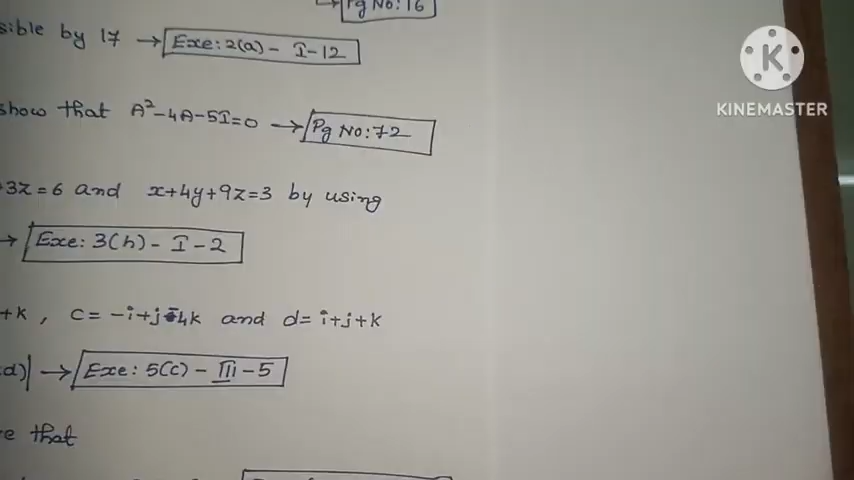 Pg No: 16
sible by 17 → Exe: 2(a) - I - 12
KINEMASTER
show that A²-4A-5I=0 → Pg No: 72
+3z=6 and x+4y+9z=3 by using
→ Exe: 3(h) - I - 2
+k, c= -i+j-4k and d= i+j+k
d)| → Exe: 5(c) - III - 5
e that